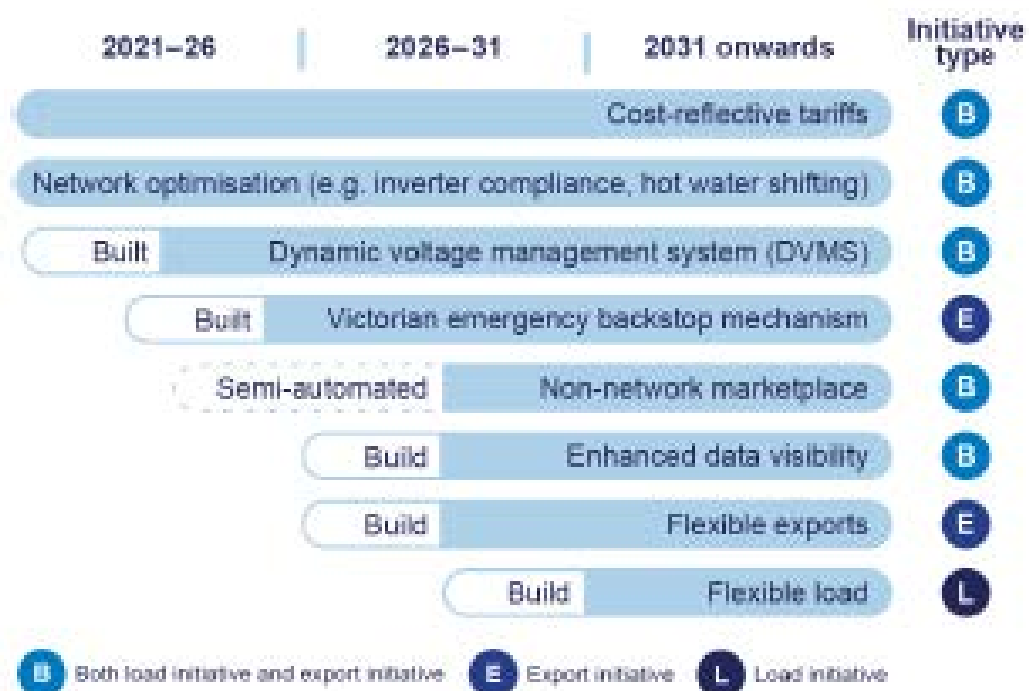 2021–26 2026–31 2031 onwards Initiative type
Cost-reflective tariffs B
Network optimisation (e.g. inverter compliance, hot water shifting) B
Built Dynamic voltage management system (DVMS) B
Built Victorian emergency backstop mechanism E
Semi-automated Non-network marketplace B
Build Enhanced data visibility B
Build Flexible exports E
Build Flexible load L
B Both load initiative and export initiative E Export initiative L Load initiative